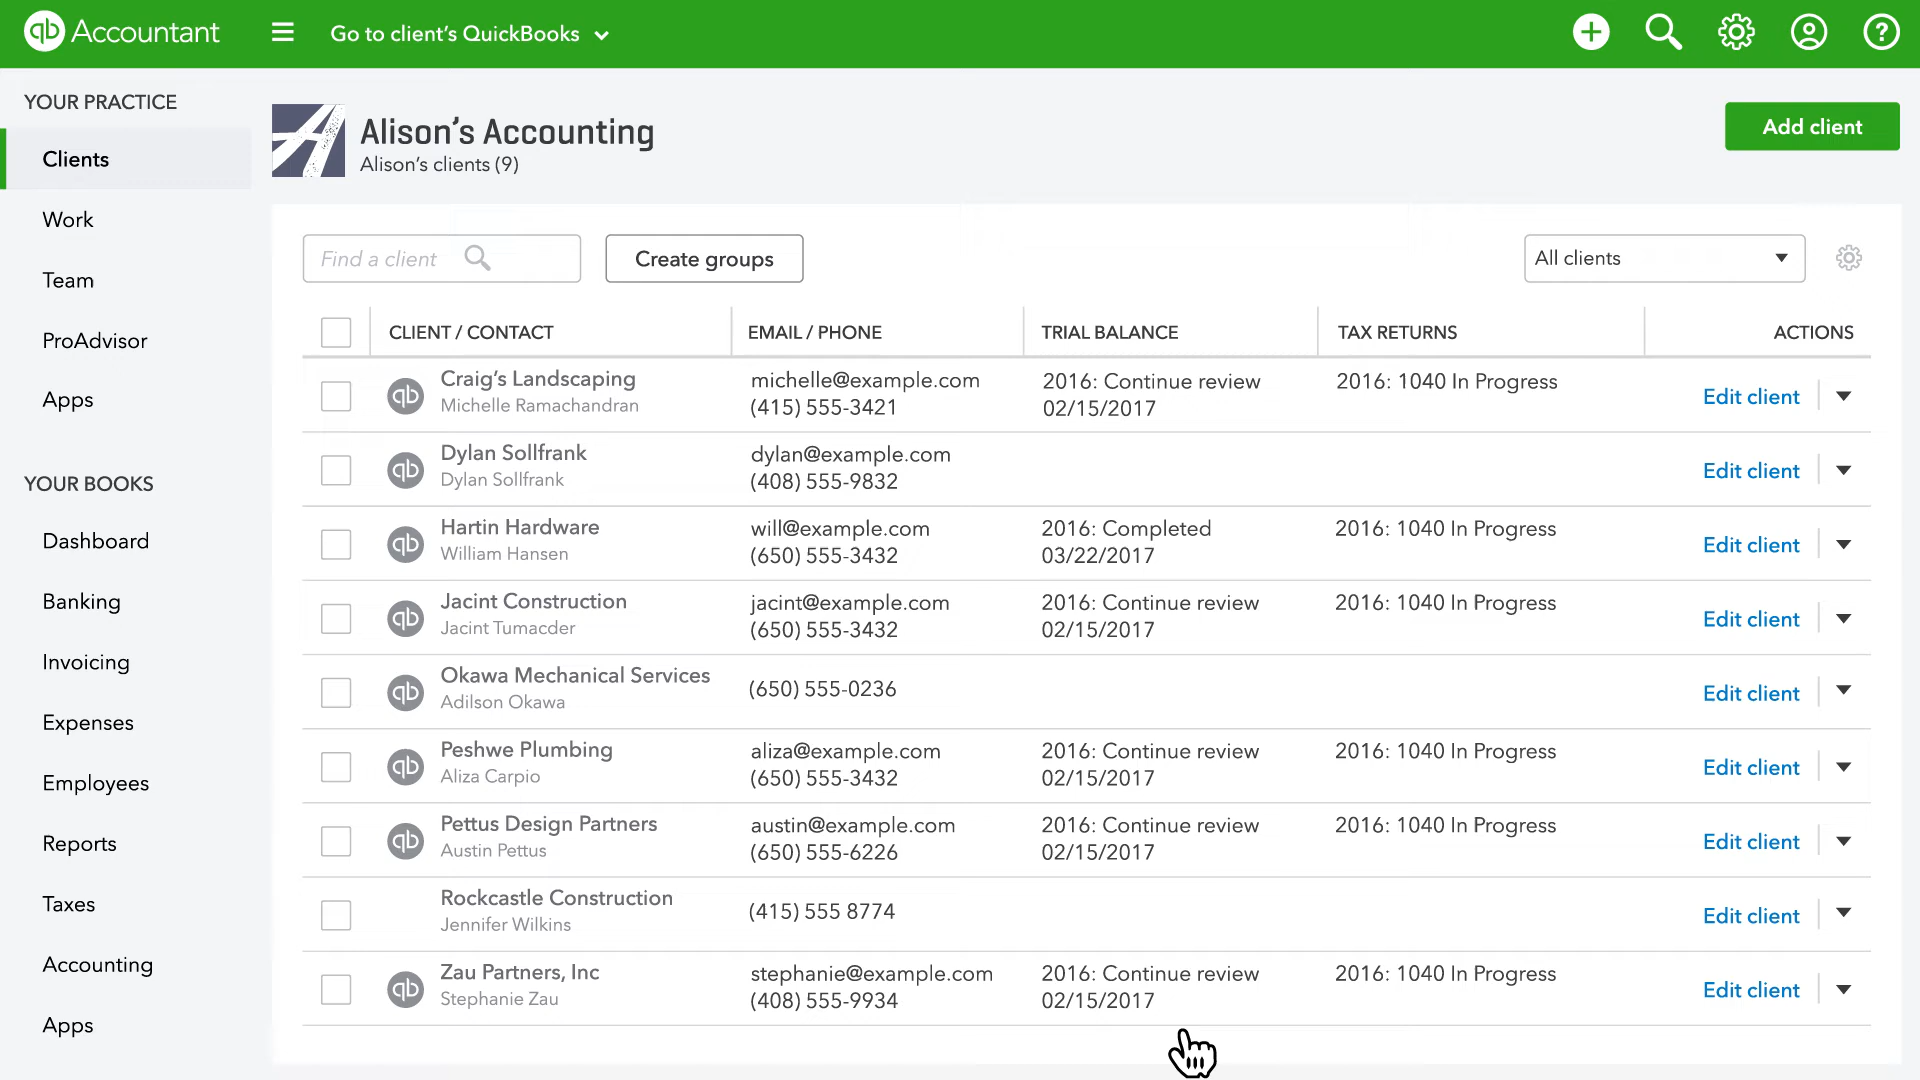 qb Accountant
Go to client's QuickBooks
YOUR PRACTICE
Clients
Work
Team
ProAdvisor
Apps
YOUR BOOKS
Dashboard
Banking
Invoicing
Expenses
Employees
Reports
Taxes
Accounting
Apps
Alison's Accounting
Alison's clients (9)
Add client
Find a client
Create groups
All clients
CLIENT / CONTACT EMAIL / PHONE TRIAL BALANCE TAX RETURNS ACTIONS
qb Craig's Landscaping michelle@example.com 2016: Continue review 2016: 1040 In Progress Edit client
Michelle Ramachandran (415) 555-3421 02/15/2017
qb Dylan Sollfrank dylan@example.com Edit client
Dylan Sollfrank (408) 555-9832
qb Hartin Hardware will@example.com 2016: Completed 2016: 1040 In Progress Edit client
William Hansen (650) 555-3432 03/22/2017
qb Jacint Construction jacint@example.com 2016: Continue review 2016: 1040 In Progress Edit client
Jacint Tumacder (650) 555-3432 02/15/2017
qb Okawa Mechanical Services (650) 555-0236 Edit client
Adilson Okawa
qb Peshwe Plumbing aliza@example.com 2016: Continue review 2016: 1040 In Progress Edit client
Aliza Carpio (650) 555-3432 02/15/2017
qb Pettus Design Partners austin@example.com 2016: Continue review 2016: 1040 In Progress Edit client
Austin Pettus (650) 555-6226 02/15/2017
Rockcastle Construction (415) 555 8774 Edit client
Jennifer Wilkins
qb Zau Partners, Inc stephanie@example.com 2016: Continue review 2016: 1040 In Progress Edit client
Stephanie Zau (408) 555-9934 02/15/2017